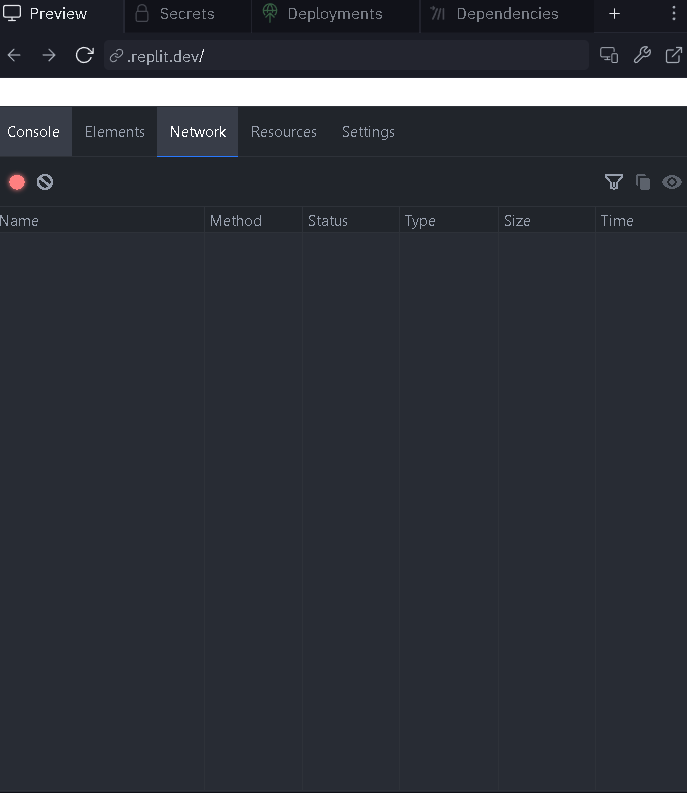 Preview Secrets Deployments Dependencies +
.replit.dev/
Console Elements Network Resources Settings
Name Method Status Type Size Time